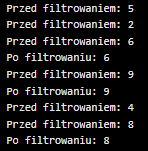 Przed filtrowaniem: 5
Przed filtrowaniem: 2
Przed filtrowaniem: 6
Po filtrowaniu: 6
Przed filtrowaniem: 9
Po filtrowaniu: 9
Przed filtrowaniem: 4
Przed filtrowaniem: 8
Po filtrowaniu: 8